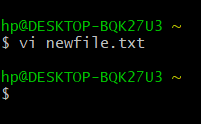 hp@DESKTOP-BQK27U3 ~
$ vi newfile.txt
hp@DESKTOP-BQK27U3 ~
$